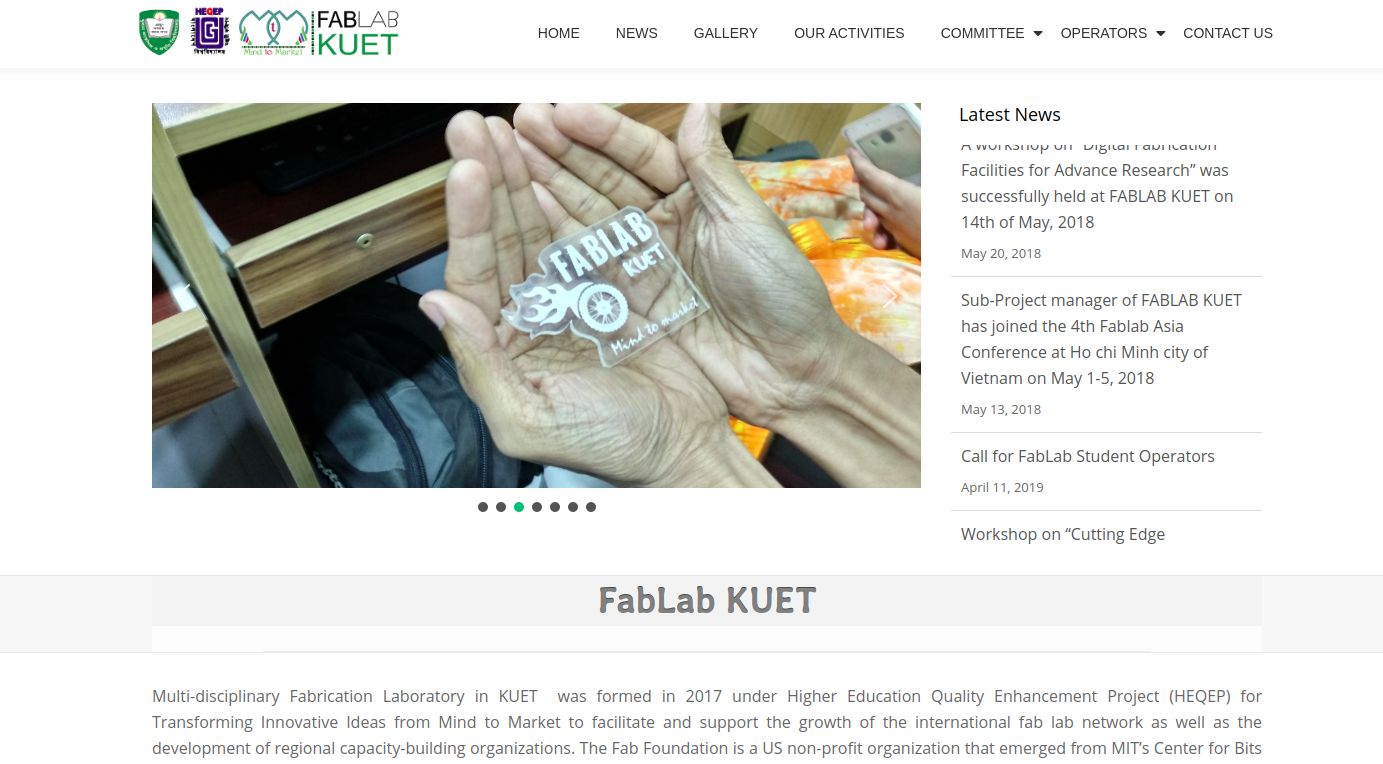 HEQEP
Mind to Market
FABLAB
KUET
HOME NEWS GALLERY OUR ACTIVITIES COMMITTEE OPERATORS CONTACT US
FABLAB
KUET
Mind to market
Latest News
A workshop on “Digital Fabrication
Facilities for Advance Research” was
successfully held at FABLAB KUET on
14th of May, 2018
May 20, 2018
Sub-Project manager of FABLAB KUET
has joined the 4th Fablab Asia
Conference at Ho chi Minh city of
Vietnam on May 1-5, 2018
May 13, 2018
Call for FabLab Student Operators
April 11, 2019
Workshop on “Cutting Edge
FabLab KUET
Multi-disciplinary Fabrication Laboratory in KUET was formed in 2017 under Higher Education Quality Enhancement Project (HEQEP) for
Transforming Innovative Ideas from Mind to Market to facilitate and support the growth of the international fab lab network as well as the
development of regional capacity-building organizations. The Fab Foundation is a US non-profit organization that emerged from MIT’s Center for Bits